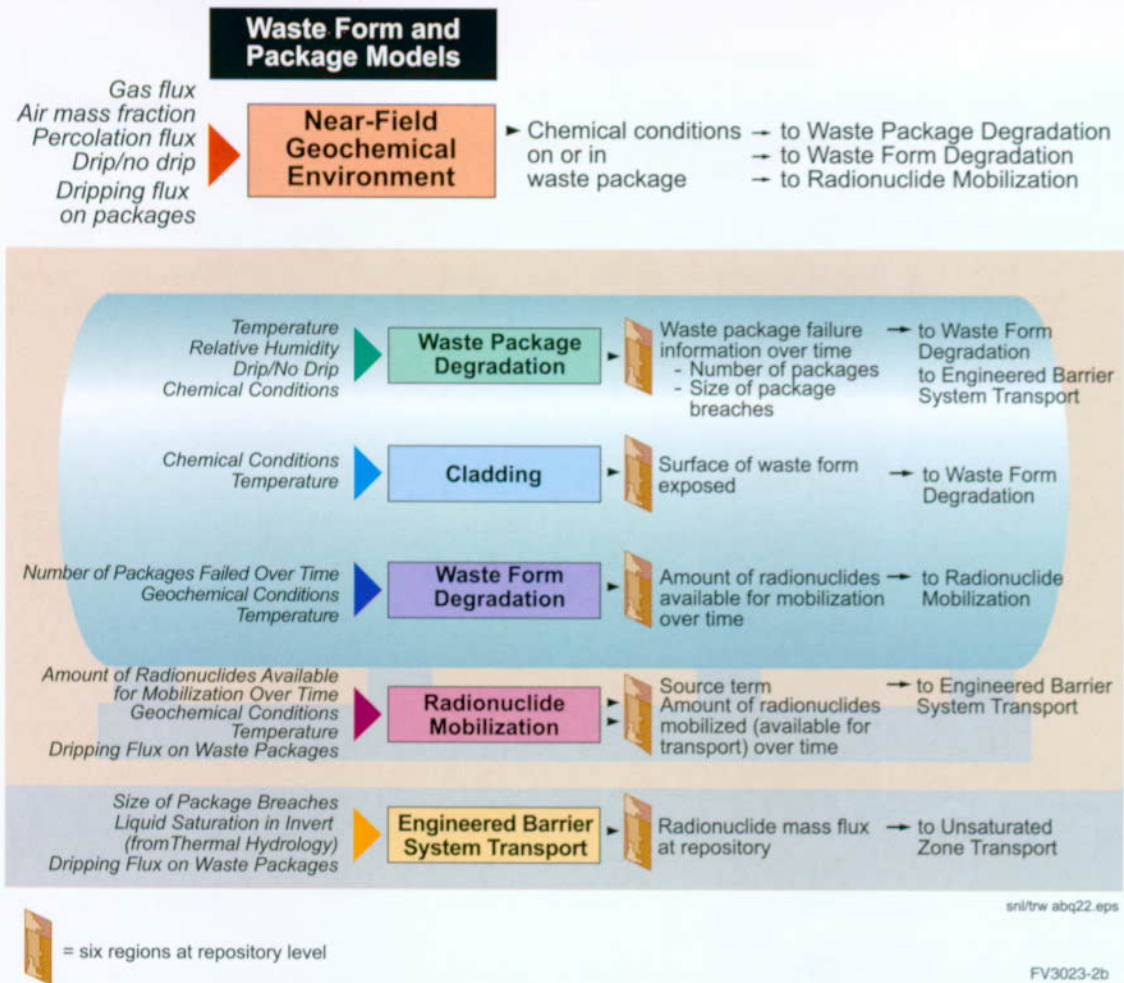 Waste Form and
Package Models
Gas flux
Air mass fraction
Percolation flux
Drip/no drip
Dripping flux
on packages
Near-Field
Geochemical
Environment
Chemical conditions
on or in
waste package
to Waste Package Degradation
to Waste Form Degradation
to Radionuclide Mobilization
Temperature
Relative Humidity
Drip/No Drip
Chemical Conditions
Waste Package
Degradation
Waste package failure
information over time
- Number of packages
- Size of package
breaches
to Waste Form
Degradation
to Engineered Barrier
System Transport
Chemical Conditions
Temperature
Cladding
Surface of waste form
exposed
to Waste Form
Degradation
Number of Packages Failed Over Time
Geochemical Conditions
Temperature
Waste Form
Degradation
Amount of radionuclides
available for mobilization
over time
to Radionuclide
Mobilization
Amount of Radionuclides Available
for Mobilization Over Time
Geochemical Conditions
Temperature
Dripping Flux on Waste Packages
Radionuclide
Mobilization
Source term
Amount of radionuclides
mobilized (available for
transport) over time
to Engineered Barrier
System Transport
Size of Package Breaches
Liquid Saturation in Invert
(from Thermal Hydrology)
Dripping Flux on Waste Packages
Engineered Barrier
System Transport
Radionuclide mass flux
at repository
to Unsaturated
Zone Transport
snl/trw abq22.eps
= six regions at repository level
FV3023-2b